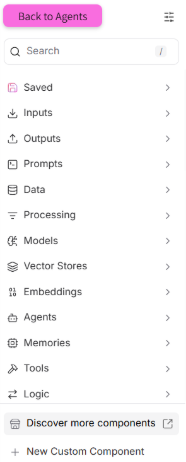 Back to Agents
Search /
Saved
Inputs
Outputs
Prompts
Data
Processing
Models
Vector Stores
Embeddings
Agents
Memories
Tools
Logic
Discover more components
New Custom Component